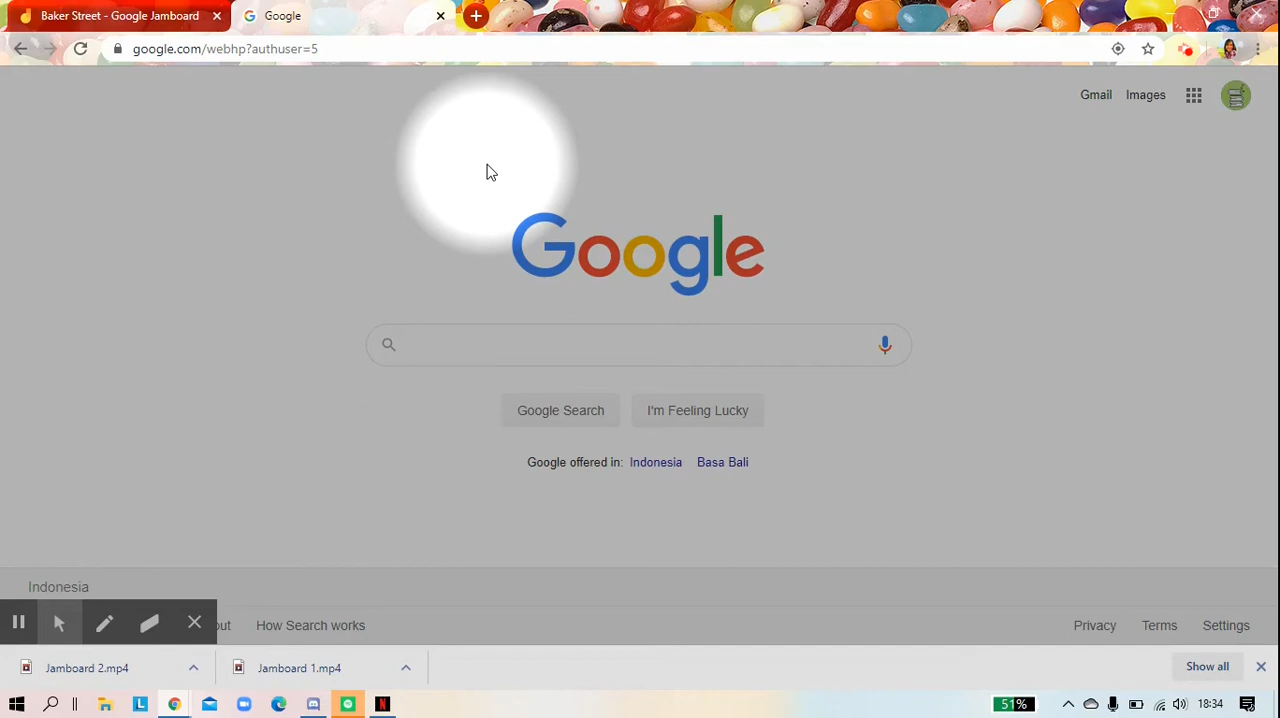 Baker Street - Google Jamboard
Google
google.com/webhp?authuser=5
Gmail Images
Google
Google Search I'm Feeling Lucky
Google offered in: Indonesia Basa Bali
Indonesia
out How Search works Privacy Terms Settings
Jamboard 2.mp4 Jamboard 1.mp4 Show all
51% 18:34